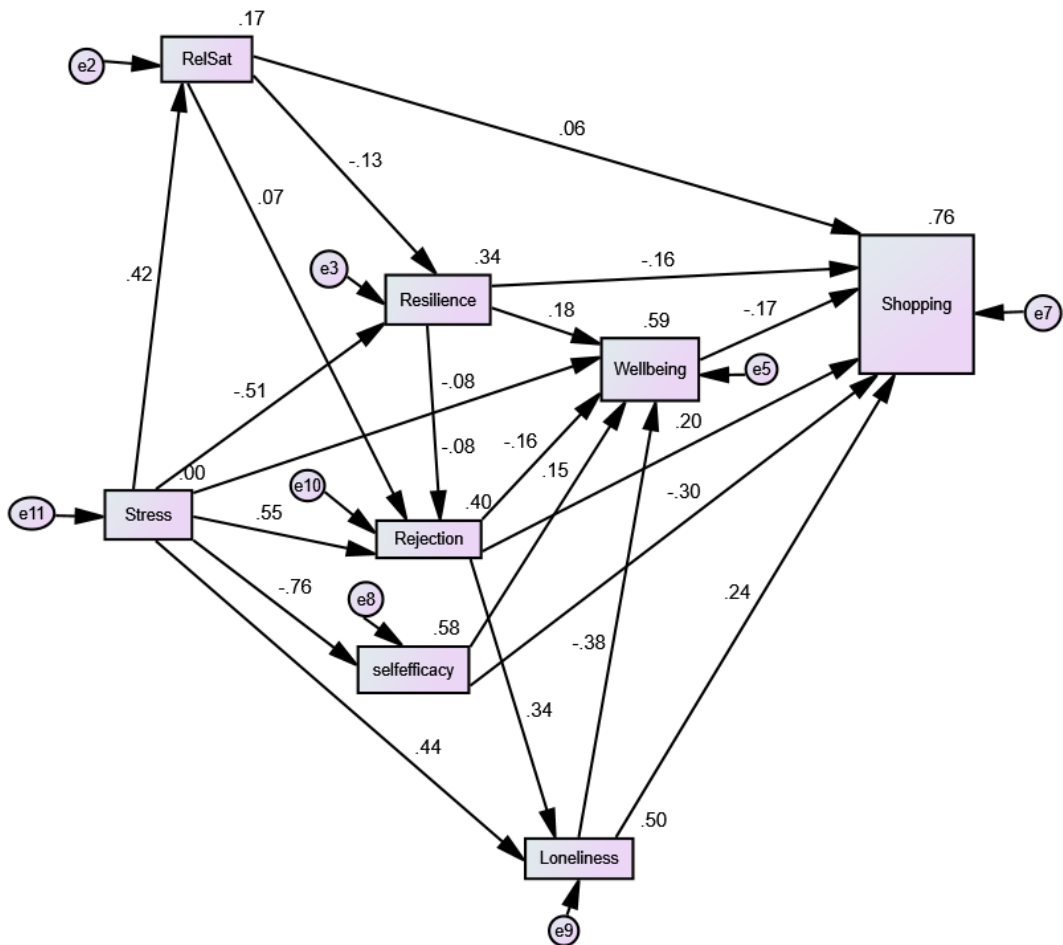 .17
e2
RelSat
.06
-.13
.07
.76
e3
.34
-.16
.42
Resilience
Shopping
e7
.18
.59
-.17
Wellbeing
e5
-.51
-.08
-.08
.20
-.16
.00
e10
.15
-.30
.40
e11
Stress
.55
Rejection
-.76
e8
.24
.58
-.38
selfefficacy
.34
.44
.50
Loneliness
e9